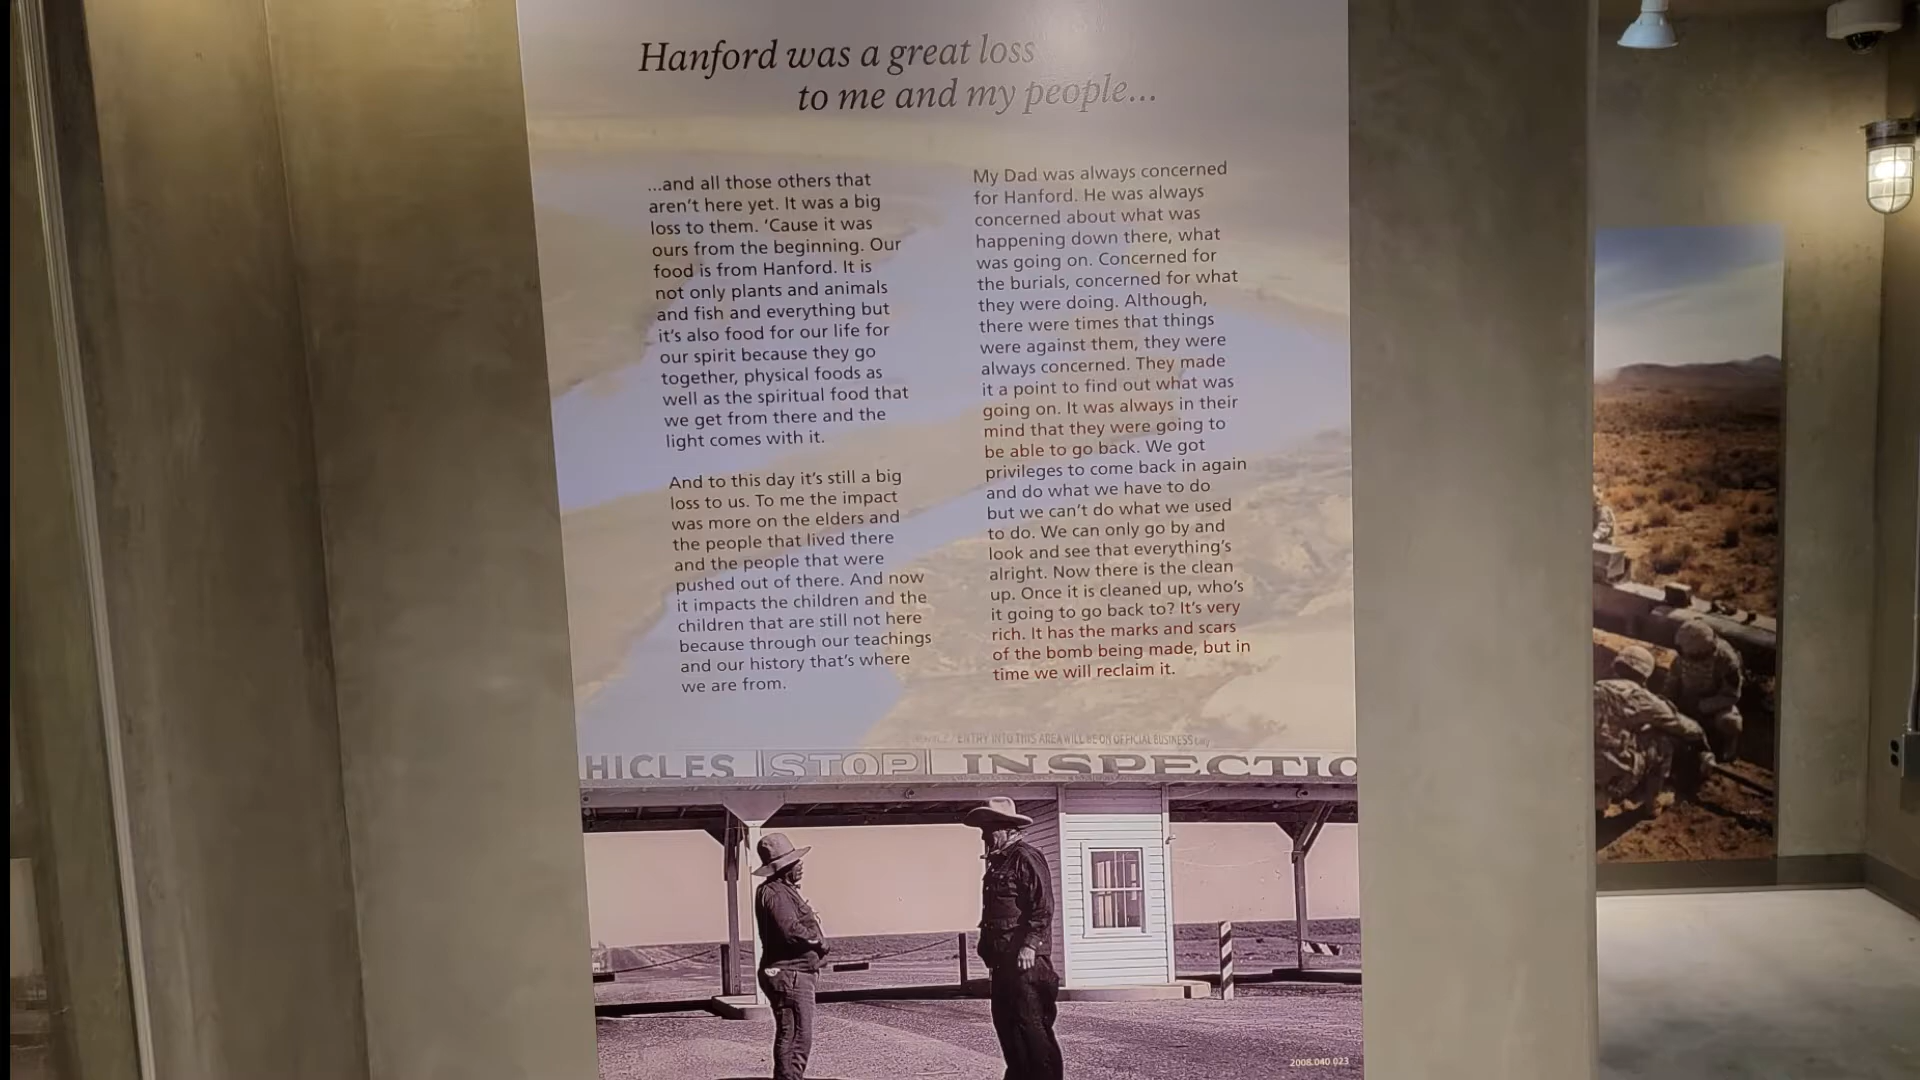 Hanford was a great loss
to me and my people...
...and all those others that
aren't here yet. It was a big
loss to them. 'Cause it was
ours from the beginning. Our
food is from Hanford. It is
not only plants and animals
and fish and everything but
it's also food for our life for
our spirit because they go
together, physical foods as
well as the spiritual food that
we get from there and the
light comes with it.
And to this day it's still a big
loss to us. To me the impact
was more on the elders and
the people that lived there
and the people that were
pushed out of there. And now
it impacts the children and the
children that are still not here
because through our teachings
and our history that's where
we are from.
My Dad was always concerned
for Hanford. He was always
concerned about what was
happening down there, what
was going on. Concerned for
the burials, concerned for what
they were doing. Although,
there were times that things
were against them, they were
always concerned. They made
it a point to find out what was
going on. It was always in their
mind that they were going to
be able to go back. We got
privileges to come back in again
and do what we have to do
but we can't do what we used
to do. We can only go by and
look and see that everything's
alright. Now there is the clean
up. Once it is cleaned up, who's
it going to go back to? It's very
rich. It has the marks and scars
of the bomb being made, but in
time we will reclaim it.
ENTRY INTO THIS AREA WILL BE ON OFFICIAL BUSINESS
HICLES STOP INSPECTIO
2008.040.023